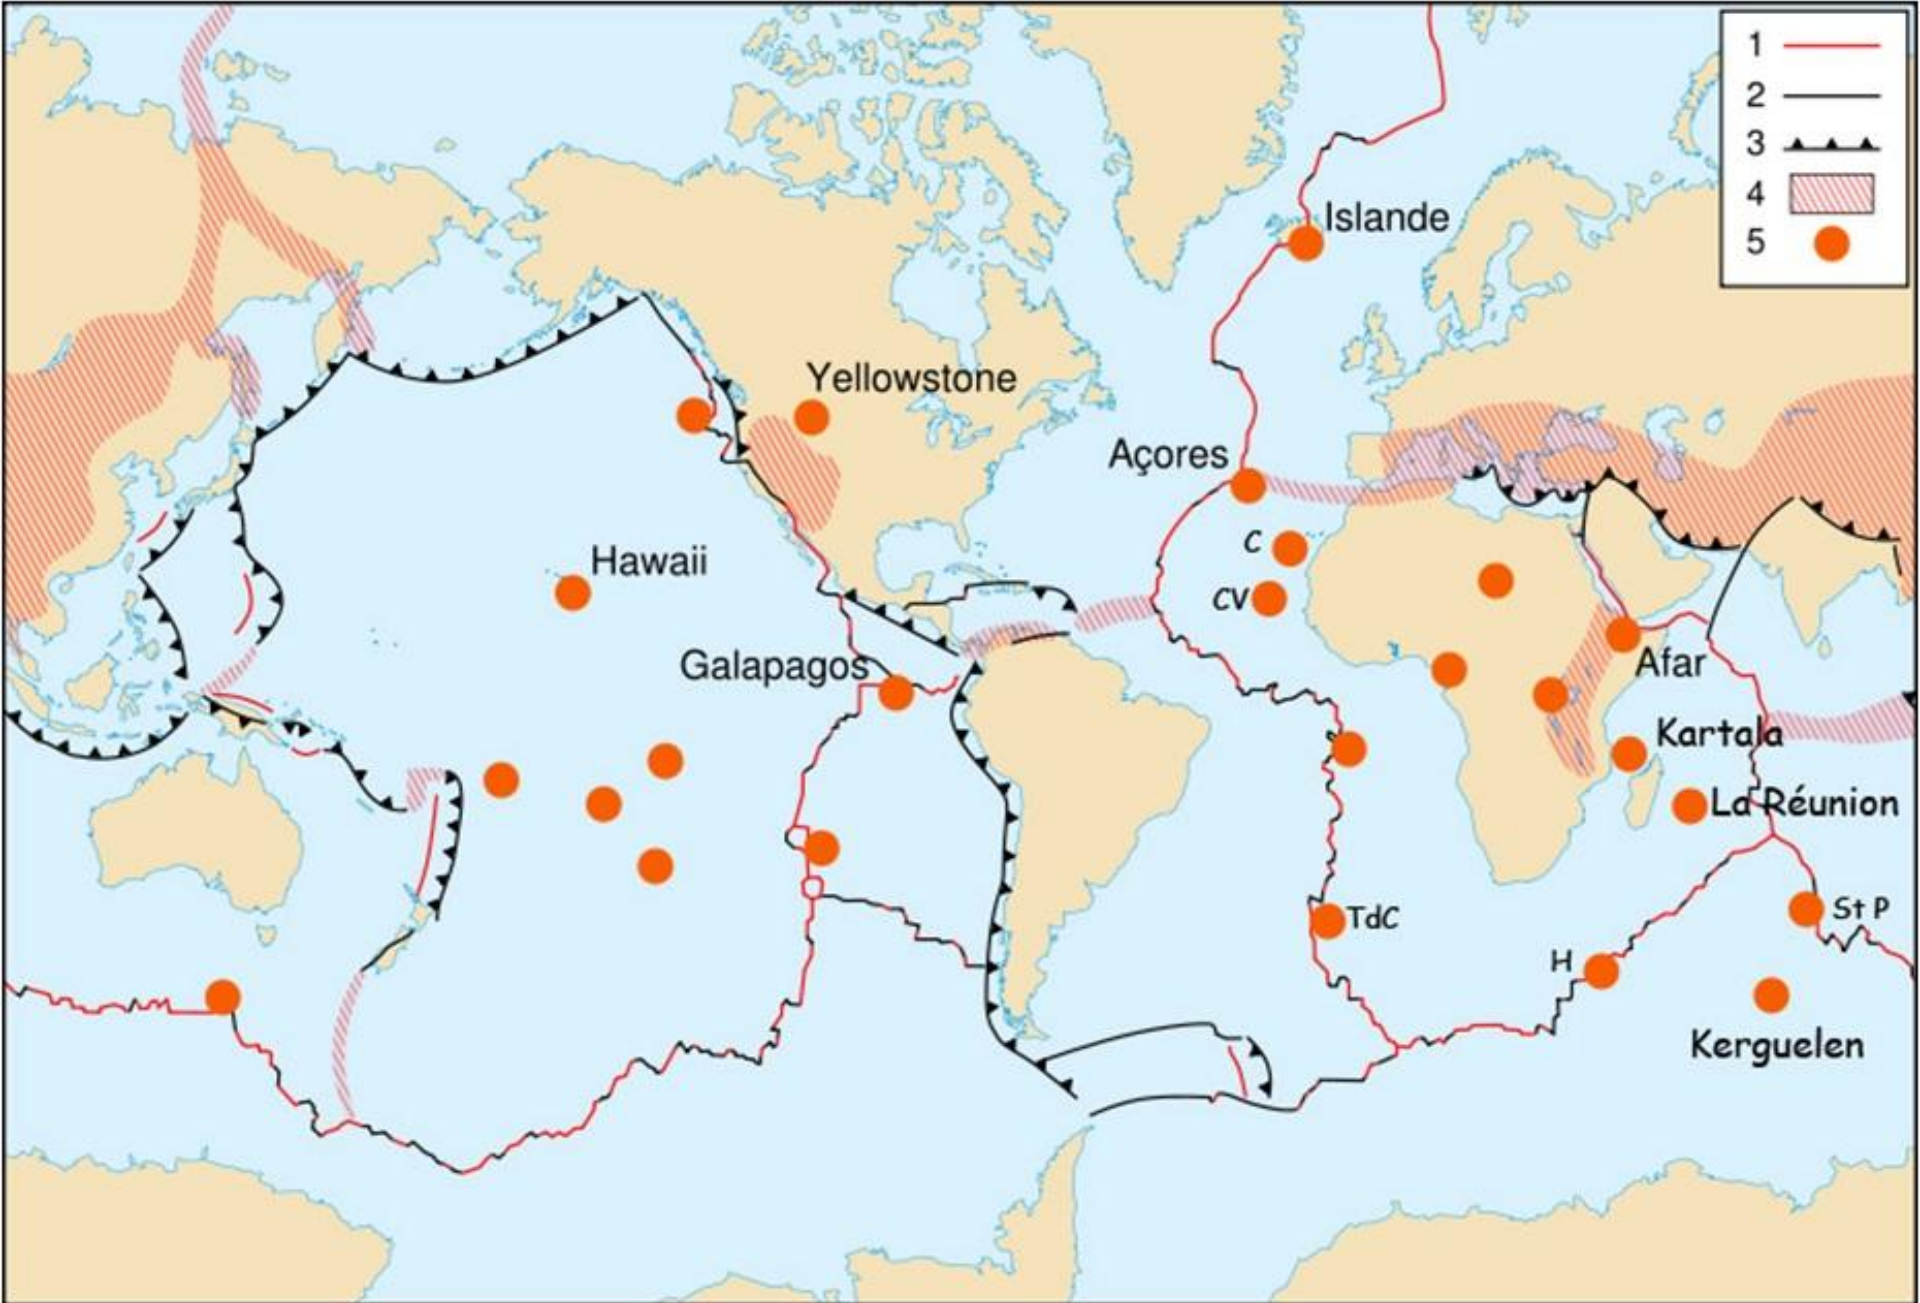 1
2
3
4
5
Islande
Yellowstone
Açores
C
Hawaii
CV
Galapagos
Afar
Kartala
La Réunion
TdC
St P
H
Kerguelen